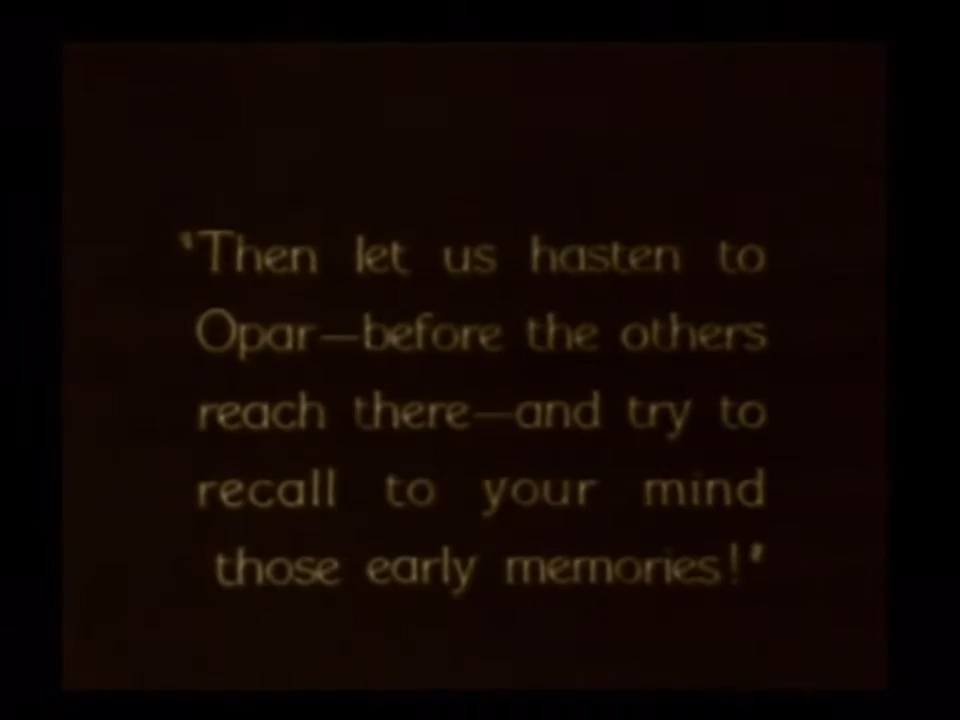 "Then let us hasten to
Opar—before the others
reach there—and try to
recall to your mind
those early memories!"